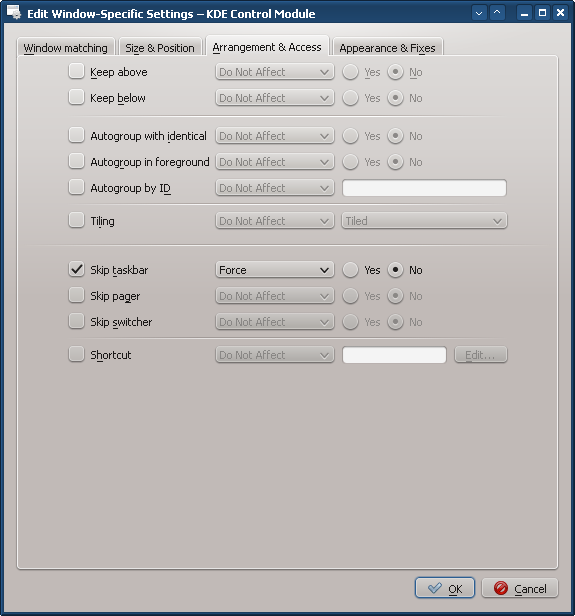 Edit Window-Specific Settings – KDE Control Module
Window matching Size & Position Arrangement & Access Appearance & Fixes
Keep above Do Not Affect Yes No
Keep below Do Not Affect Yes No
Autogroup with identical Do Not Affect Yes No
Autogroup in foreground Do Not Affect Yes No
Autogroup by ID Do Not Affect
Tiling Do Not Affect Tiled
Skip taskbar Force Yes No
Skip pager Do Not Affect Yes No
Skip switcher Do Not Affect Yes No
Shortcut Do Not Affect Edit...
OK Cancel